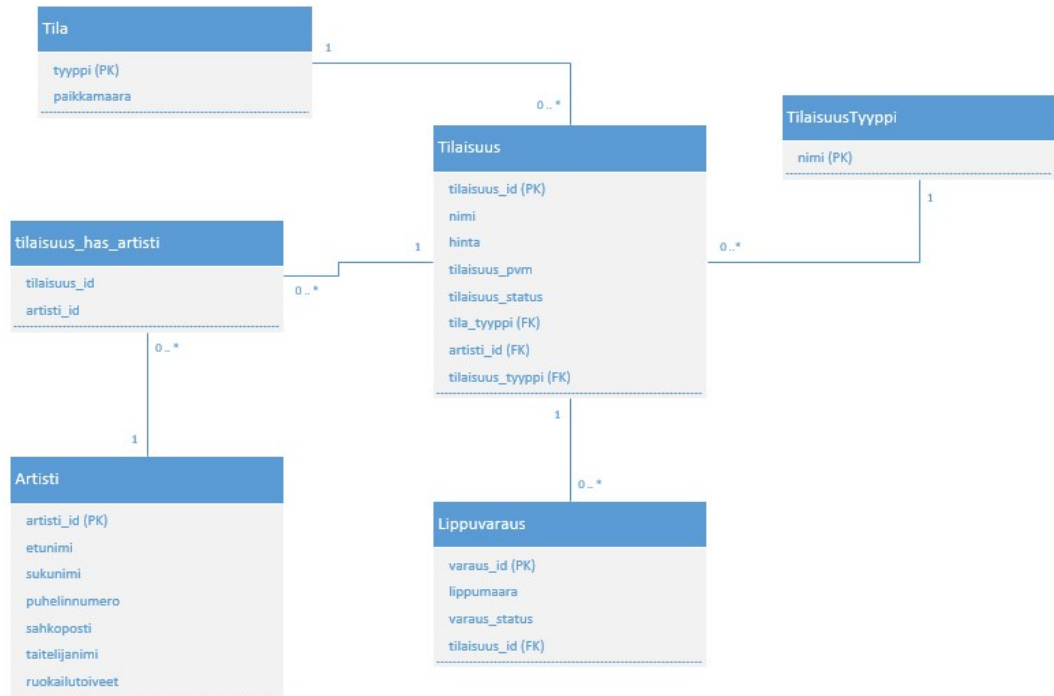 Tila
tyyppi (PK)
paikkamaara
1
0 .. *
TilaisuusTyyppi
nimi (PK)
1
0..*
Tilaisuus
tilaisuus_id (PK)
nimi
hinta
tilaisuus_pvm
tilaisuus_status
tila_tyyppi (FK)
artisti_id (FK)
tilaisuus_tyyppi (FK)
tilaisuus_has_artisti
tilaisuus_id
artisti_id
1
0 .. *
0 .. *
1
Artisti
artisti_id (PK)
etunimi
sukunimi
puhelinnumero
sahkoposti
taitelijanimi
ruokailutoiveet
1
0 .. *
Lippuvaraus
varaus_id (PK)
lippumaara
varaus_status
tilaisuus_id (FK)